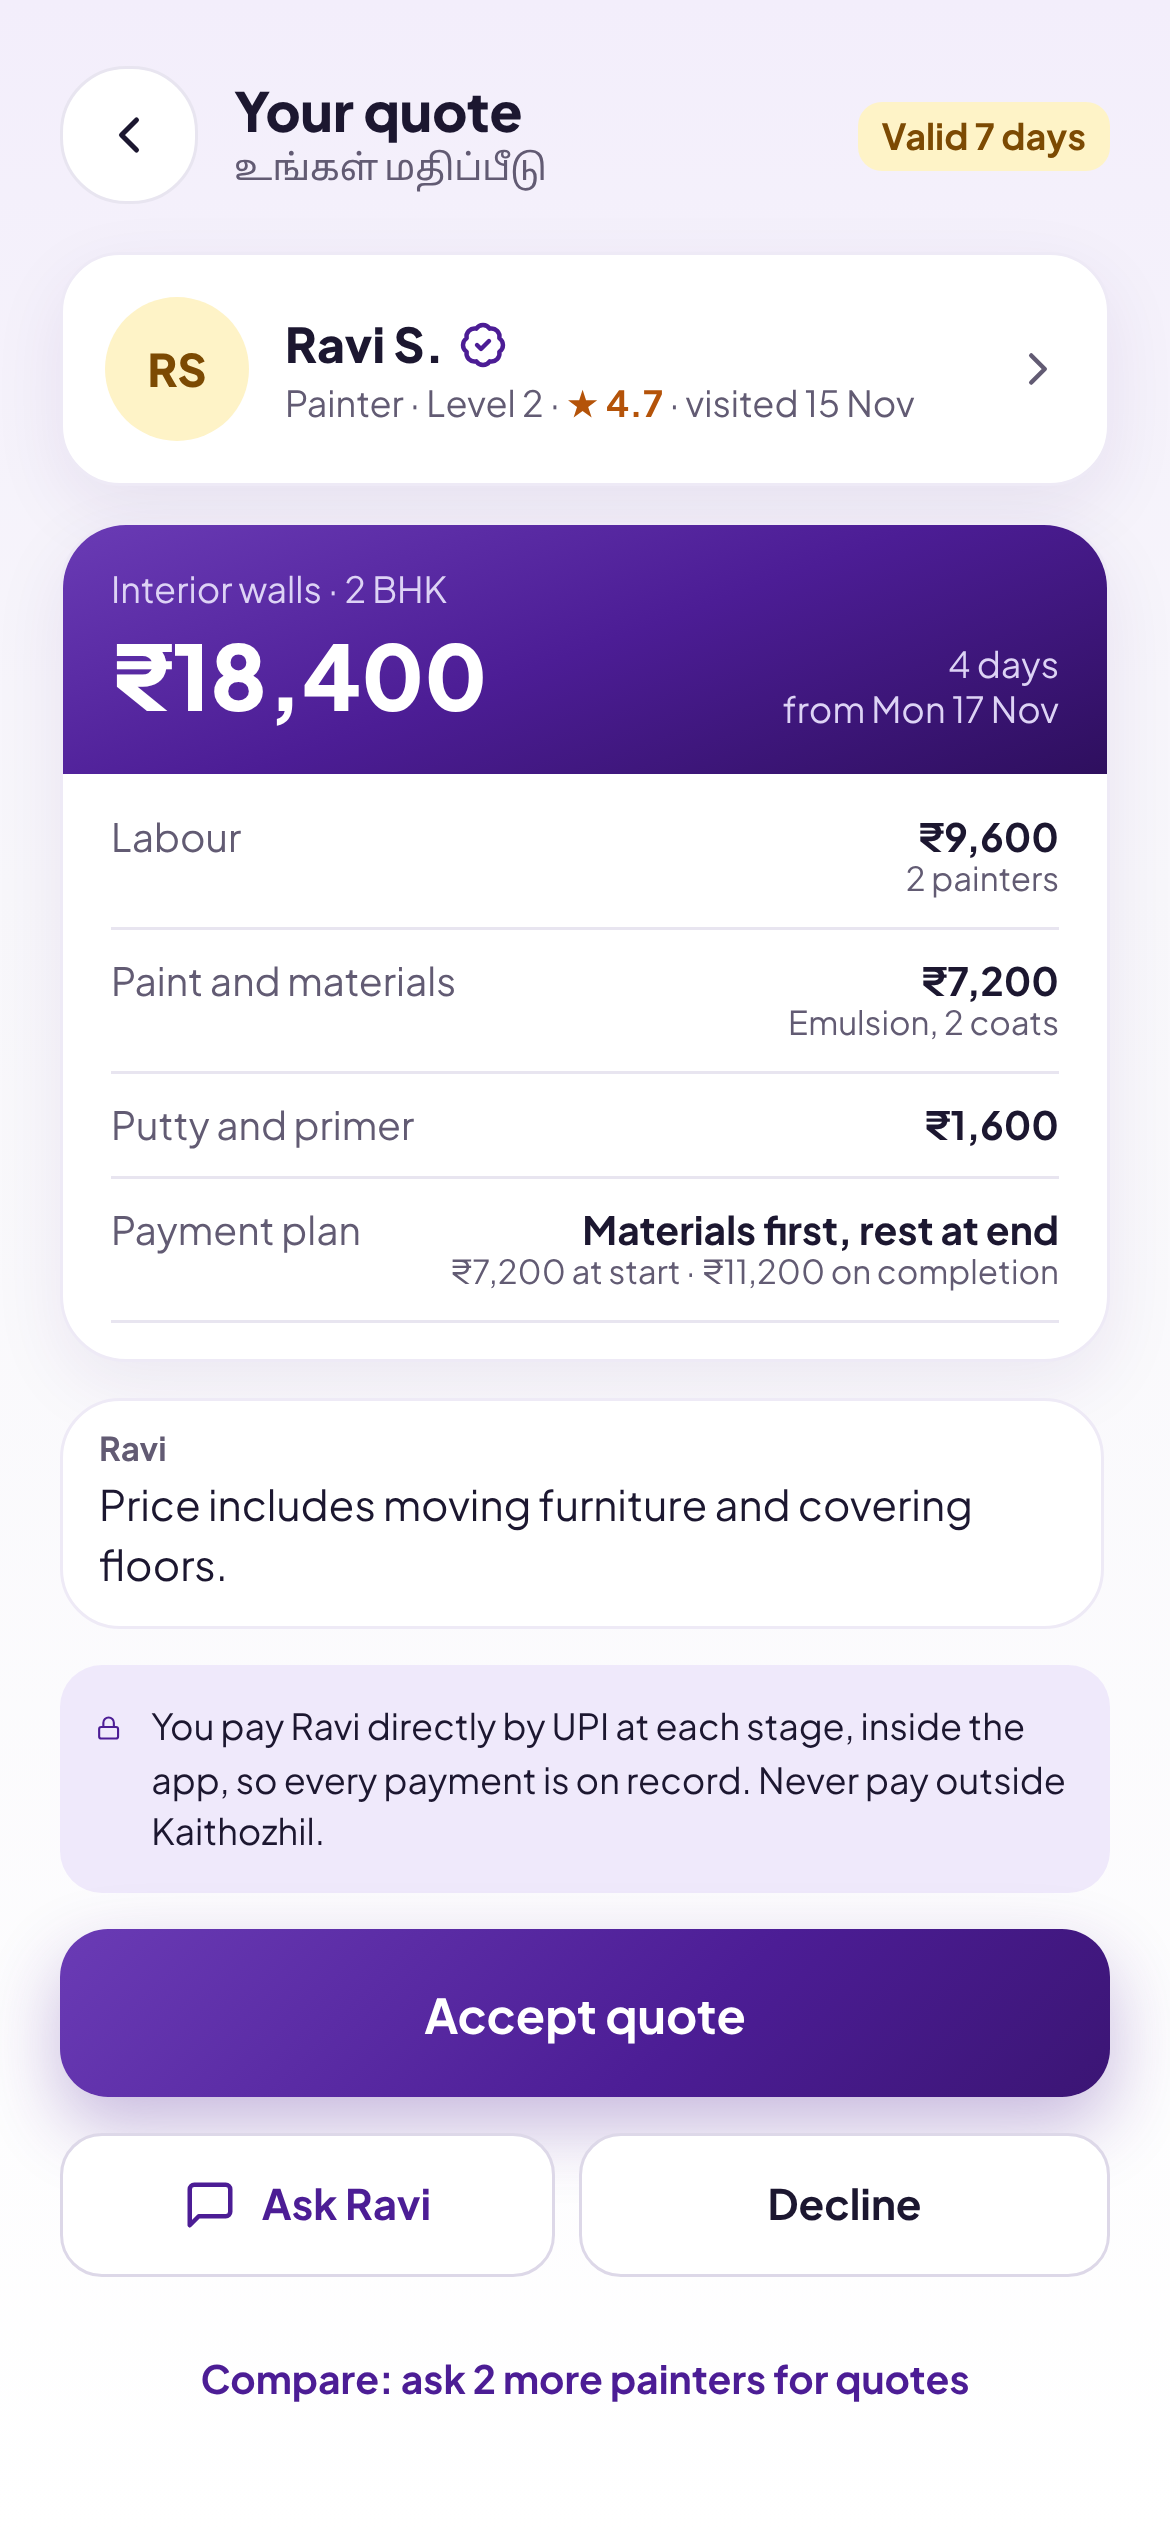 Your quote
உங்கள் மதிப்பீடு
Valid 7 days
RS
Ravi S.
Painter · Level 2 · ★ 4.7 · visited 15 Nov
Interior walls · 2 BHK
₹18,400
4 days
from Mon 17 Nov
Labour
₹9,600
2 painters
Paint and materials
₹7,200
Emulsion, 2 coats
Putty and primer
₹1,600
Payment plan
Materials first, rest at end
₹7,200 at start · ₹11,200 on completion
Ravi
Price includes moving furniture and covering
floors.
You pay Ravi directly by UPI at each stage, inside the
app, so every payment is on record. Never pay outside
Kaithozhil.
Accept quote
Ask Ravi
Decline
Compare: ask 2 more painters for quotes